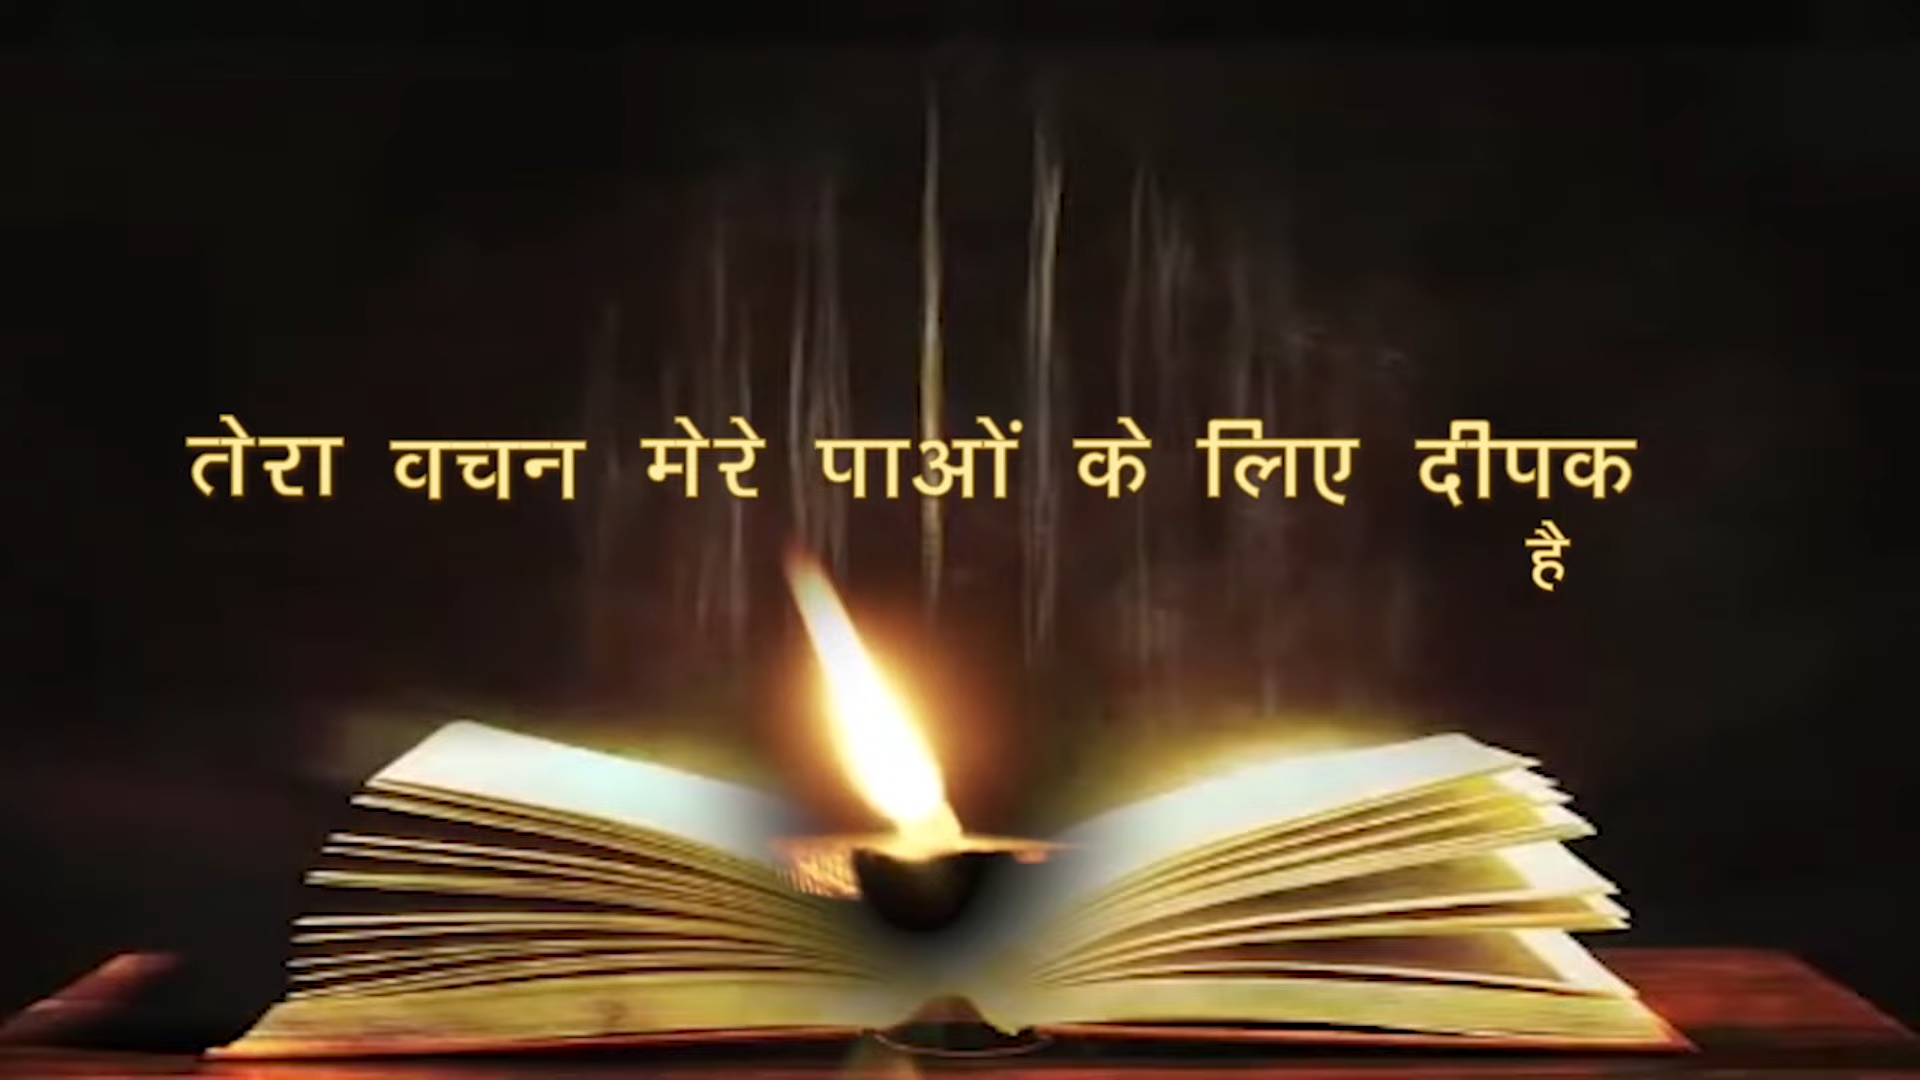 तेरा वचन मेरे पाओं के लिए दीपक
है